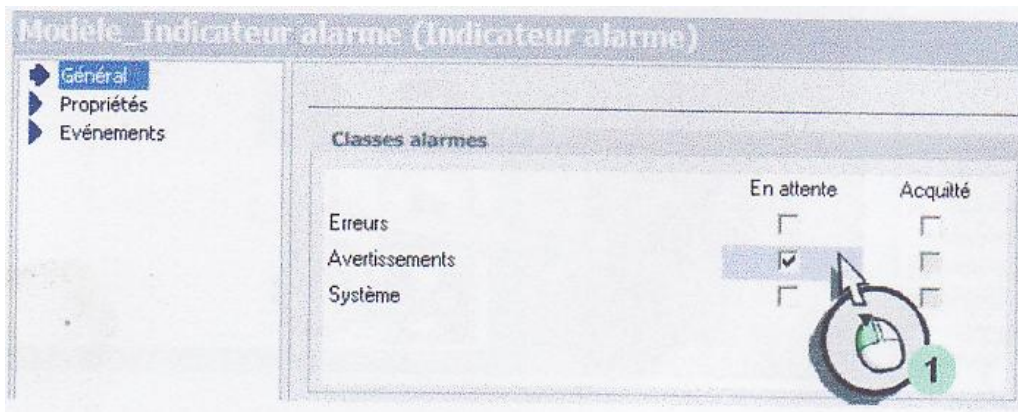 Modèle_Indicateur alarme (Indicateur alarme)
Général
Propriétés
Evénements
Classes alarmes
En attente Acquitté
Erreurs
Avertissements
Système
1